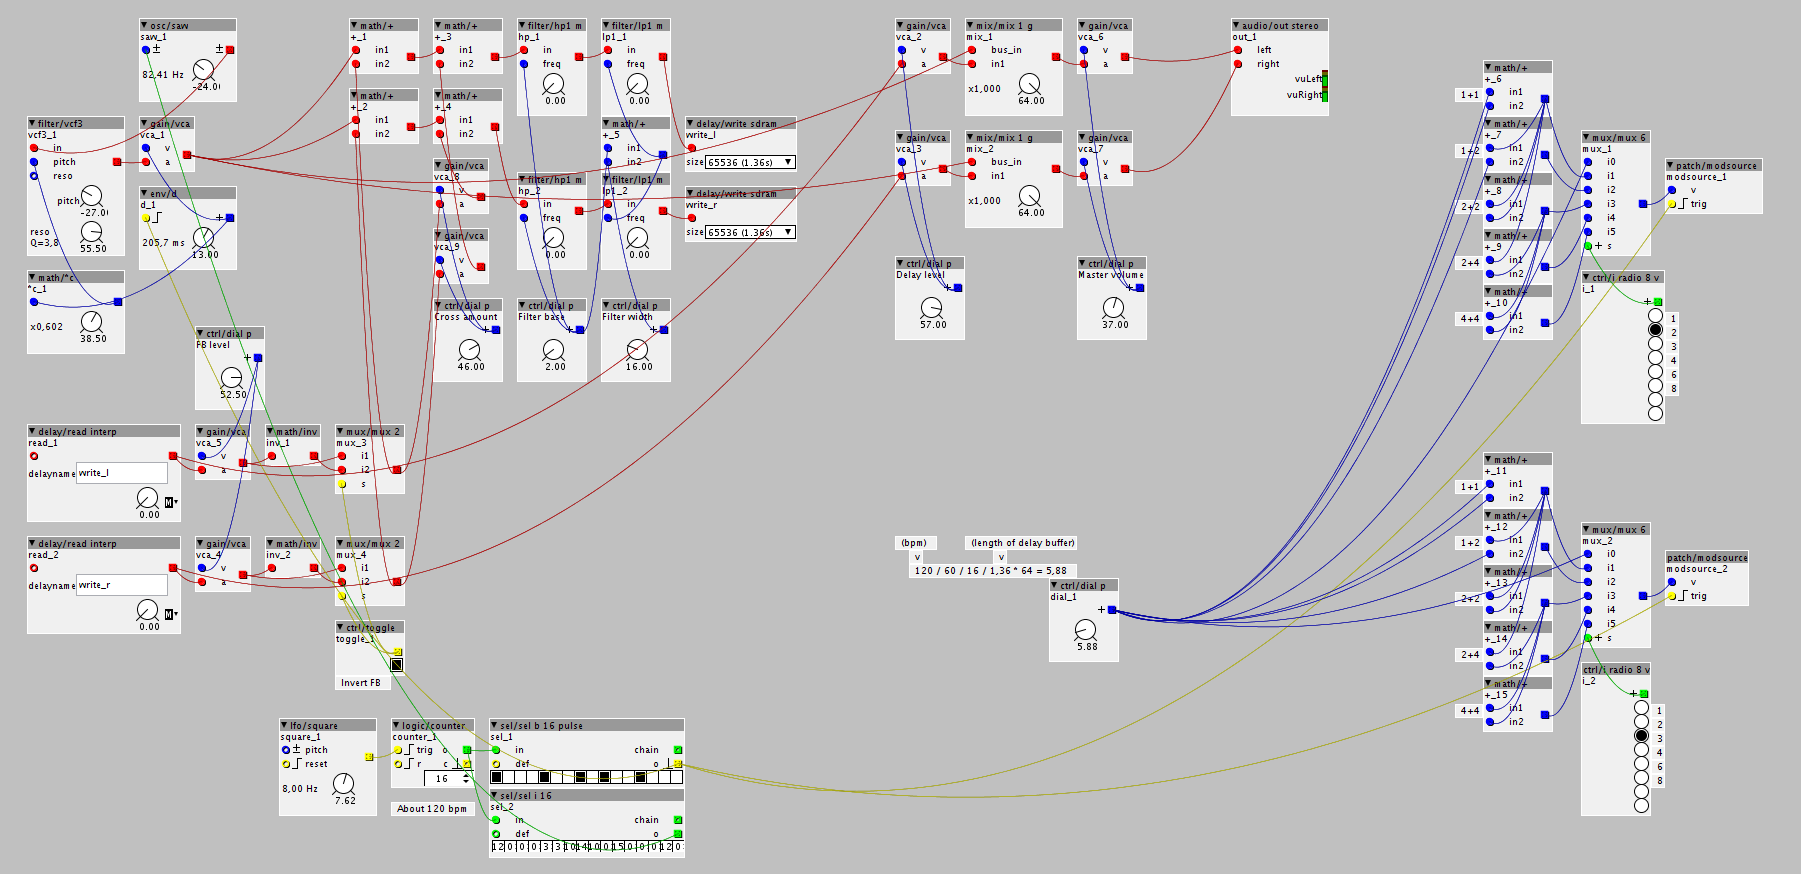 osc/saw
saw_1
82,41 Hz
-24.0
filter/vcf3
vcf3_1
in
pitch
reso
pitch
-27.0
reso
Q=3,8
55.50
gain/vca
vca_1
v
a
env/d
d_1
205,7 ms
13.00
math/*c
*c_1
x0,602
38.50
ctrl/dial p
FB level
52.50
math/+
+_1
in1
in2
math/+
+_2
in1
in2
math/+
+_3
in1
in2
math/+
+_4
in1
in2
gain/vca
vca_8
v
a
gain/vca
vca_9
v
a
ctrl/dial p
Cross amount
46.00
filter/hp1 m
hp_1
in
freq
0.00
filter/hp1 m
hp_2
in
freq
0.00
ctrl/dial p
Filter base
2.00
filter/lp1 m
lp1_1
in
freq
0.00
math/+
+_5
in1
in2
filter/lp1 m
lp1_2
in
freq
0.00
ctrl/dial p
Filter width
16.00
delay/write sdram
write_l
size 65536 (1.36s)
delay/write sdram
write_r
size 65536 (1.36s)
gain/vca
vca_2
v
a
gain/vca
vca_3
v
a
ctrl/dial p
Delay level
57.00
mix/mix 1 g
mix_1
bus_in
in1
x1,000
64.00
mix/mix 1 g
mix_2
bus_in
in1
x1,000
64.00
gain/vca
vca_6
v
a
gain/vca
vca_7
v
a
ctrl/dial p
Master volume
37.00
audio/out stereo
out_1
left
right
vuLeft
vuRight
delay/read interp
read_1
delayname write_l
0.00
gain/vca
vca_5
v
a
math/inv
inv_1
mux/mux 2
mux_3
i1
i2
s
delay/read interp
read_2
delayname write_r
0.00
gain/vca
vca_4
v
a
math/inv
inv_2
mux/mux 2
mux_4
i1
i2
s
ctrl/toggle
toggle_1
Invert FB
lfo/square
square_1
pitch
reset
8,00 Hz
7.62
logic/counter
counter_1
trig o
r c
16
About 120 bpm
sel/sel b 16 pulse
sel_1
in chain
def o
sel/sel i 16
sel_2
in chain
def o
(bpm) (length of delay buffer)
v v
120 / 60 / 16 / 1,36 * 64 = 5,88
ctrl/dial p
dial_1
5.88
math/+
+_6
1+1 in1
in2
math/+
+_7
in1
1+2 in2
math/+
+_8
in1
2+2 in2
math/+
+_9
2+4 in1
in2
math/+
+_10
in1
4+4 in2
mux/mux 6
mux_1
i0
i1
i2
i3
i4
i5
s
patch/modsource
modsource_1
v
trig
ctrl/i radio 8 v
i_1
1
2
3
4
6
8
math/+
+_11
1+1 in1
in2
math/+
+_12
1+2 in1
in2
math/+
+_13
2+2 in1
in2
math/+
+_14
2+4 in1
in2
math/+
+_15
4+4 in1
in2
mux/mux 6
mux_2
i0
i1
i2
i3
i4
i5
s
patch/modsource
modsource_2
v
trig
ctrl/i radio 8 v
i_2
1
2
3
4
6
8